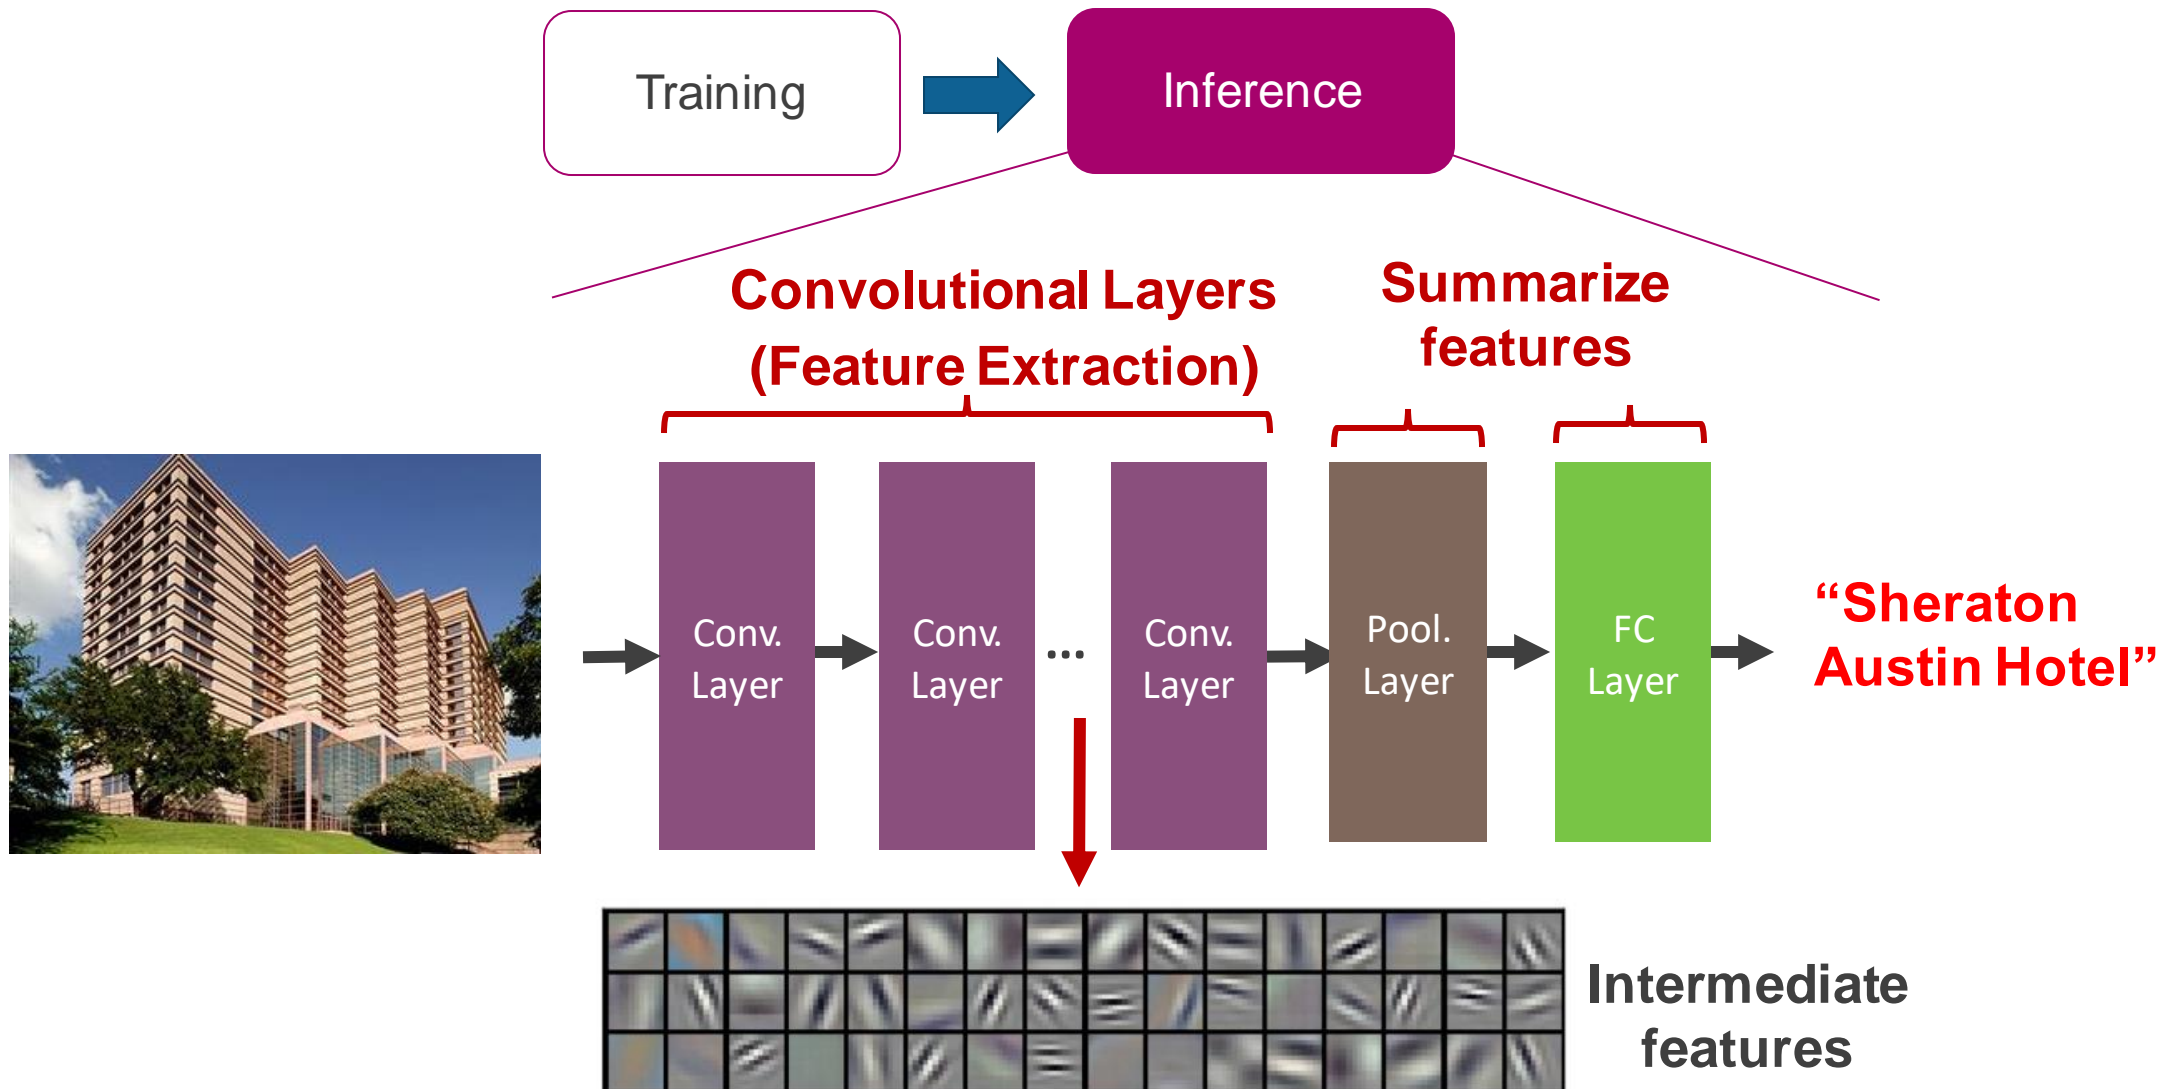 Training
Inference
Convolutional Layers
(Feature Extraction)
Summarize
features
Conv.
Layer
Conv.
Layer
...
Conv.
Layer
Pool.
Layer
FC
Layer
“Sheraton
Austin Hotel”
Intermediate
features